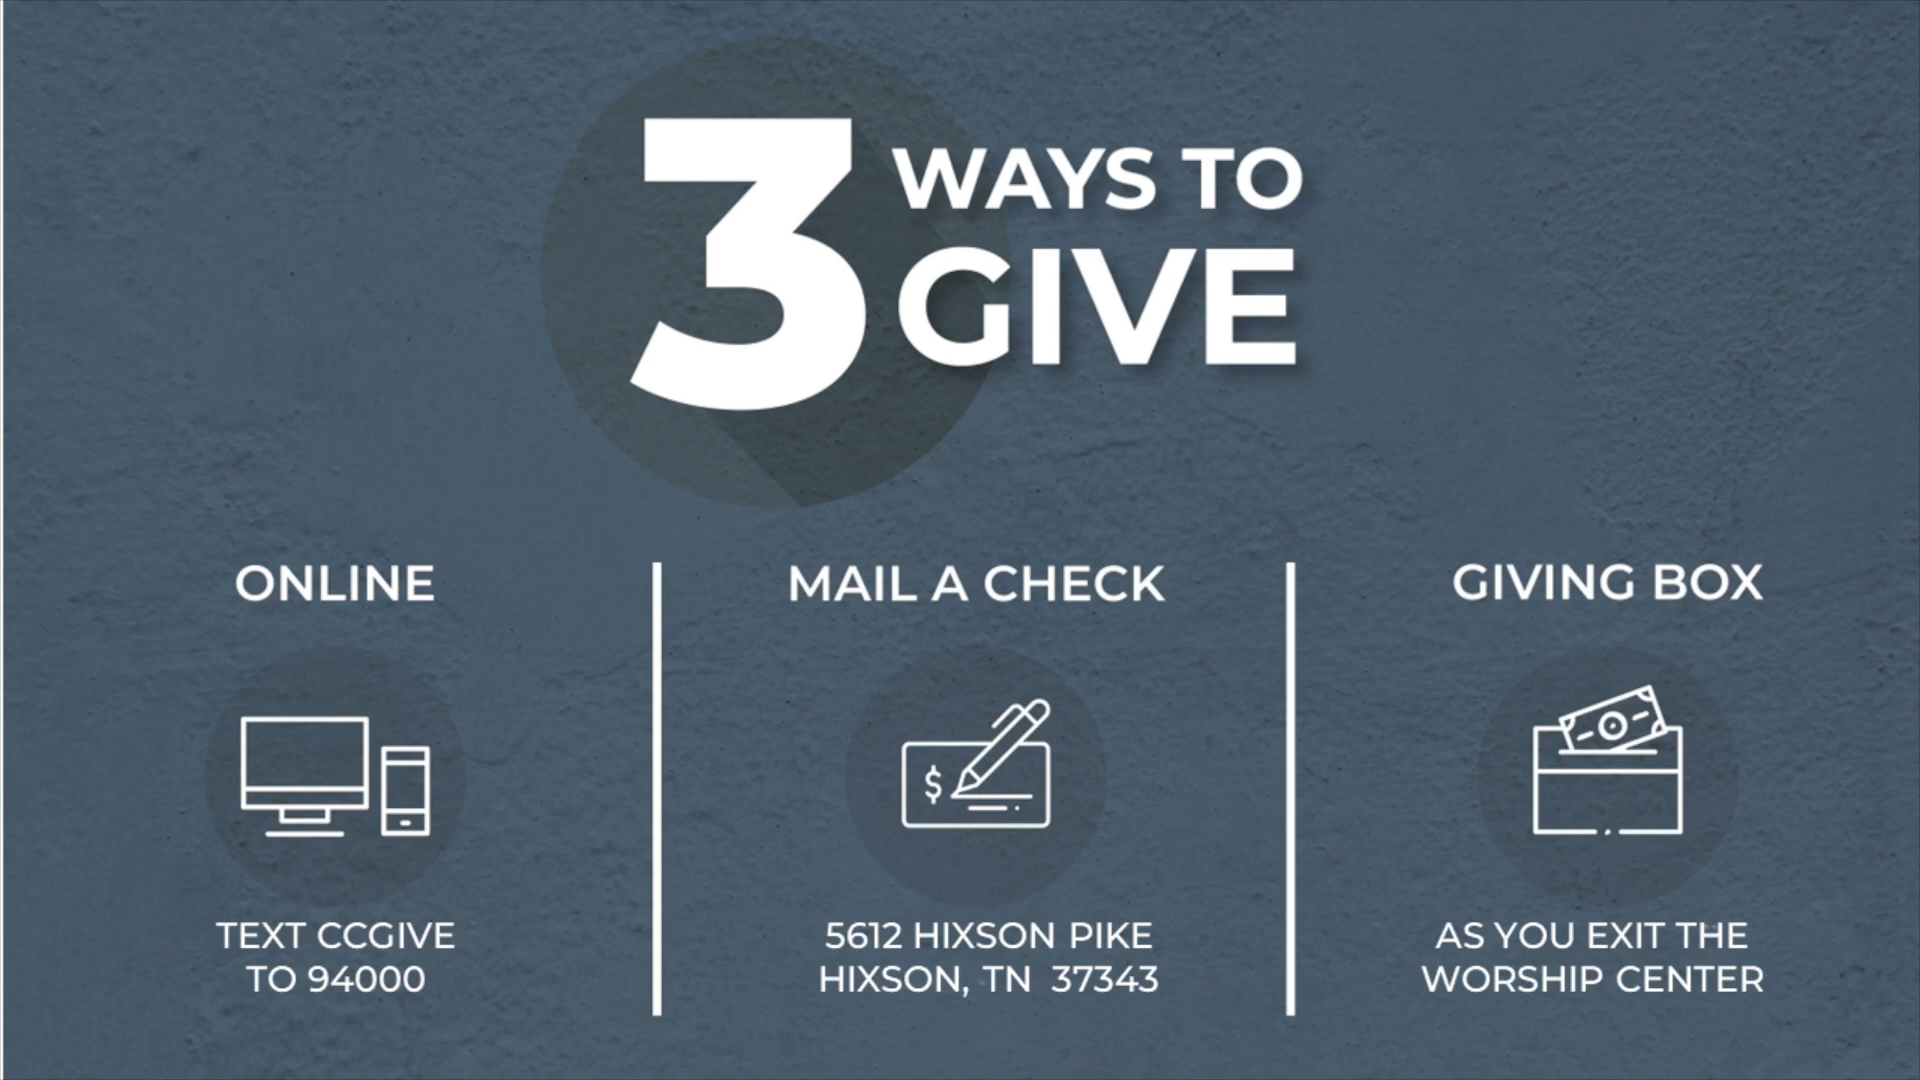 3 WAYS TO
GIVE
ONLINE
TEXT CCGIVE
TO 94000
MAIL A CHECK
$
5612 HIXSON PIKE
HIXSON, TN  37343
GIVING BOX
AS YOU EXIT THE
WORSHIP CENTER